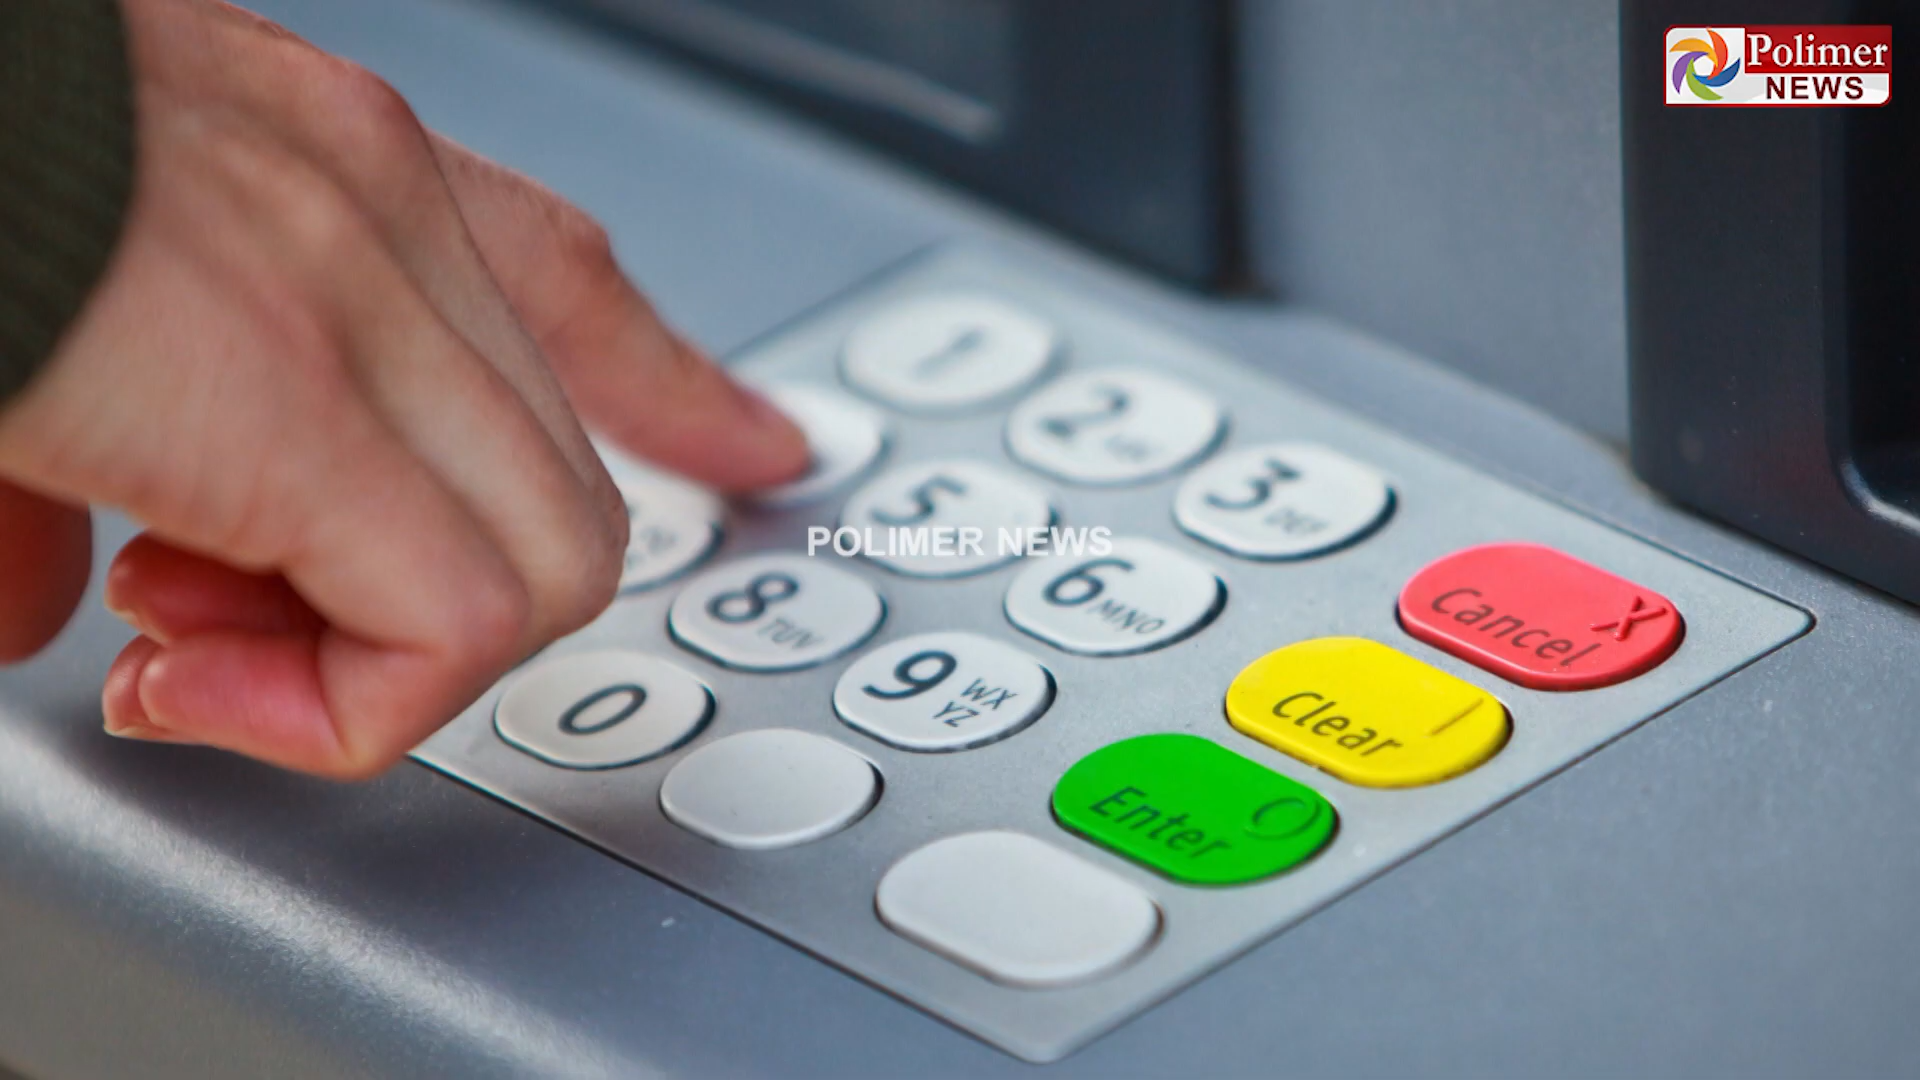 Polimer
NEWS
1
2
3 DEF
5
POLIMER NEWS
6 MNO
8 TUV
9 WX
YZ
0
Cancel X
Clear |
Enter O